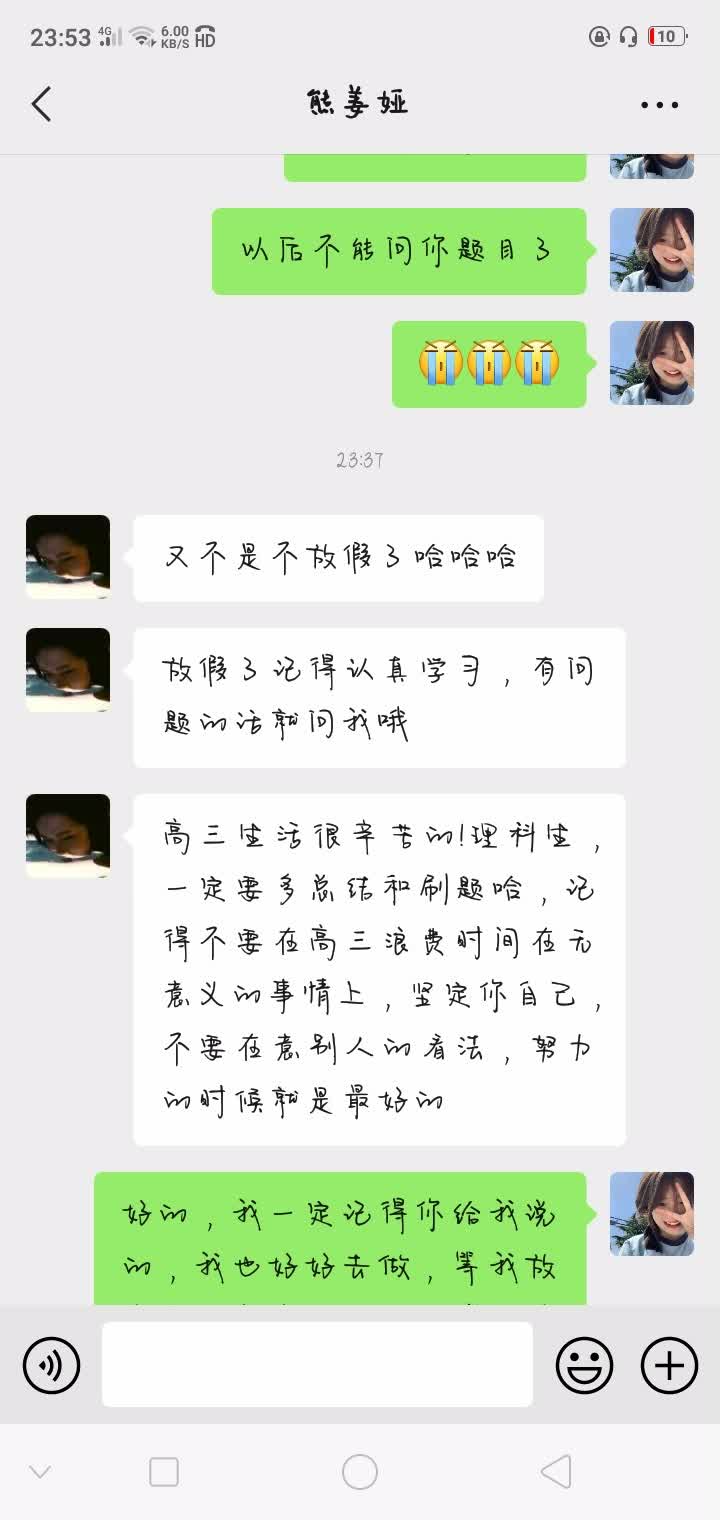 23:53 4G 6.00 KB/S HD 10
熊姜娅
以后不能问你题目了
23:37
又不是不放假了哈哈哈
放假了记得认真学习，有问
题的话就问我哦
高三生活很辛苦的!理科生，
一定要多总结和刷题哈，记
得不要在高三浪费时间在无
意义的事情上，坚定你自己，
不要在意别人的看法，努力
的时候就是最好的
好的，我一定记得你给我说
的，我也好好去做，等我放